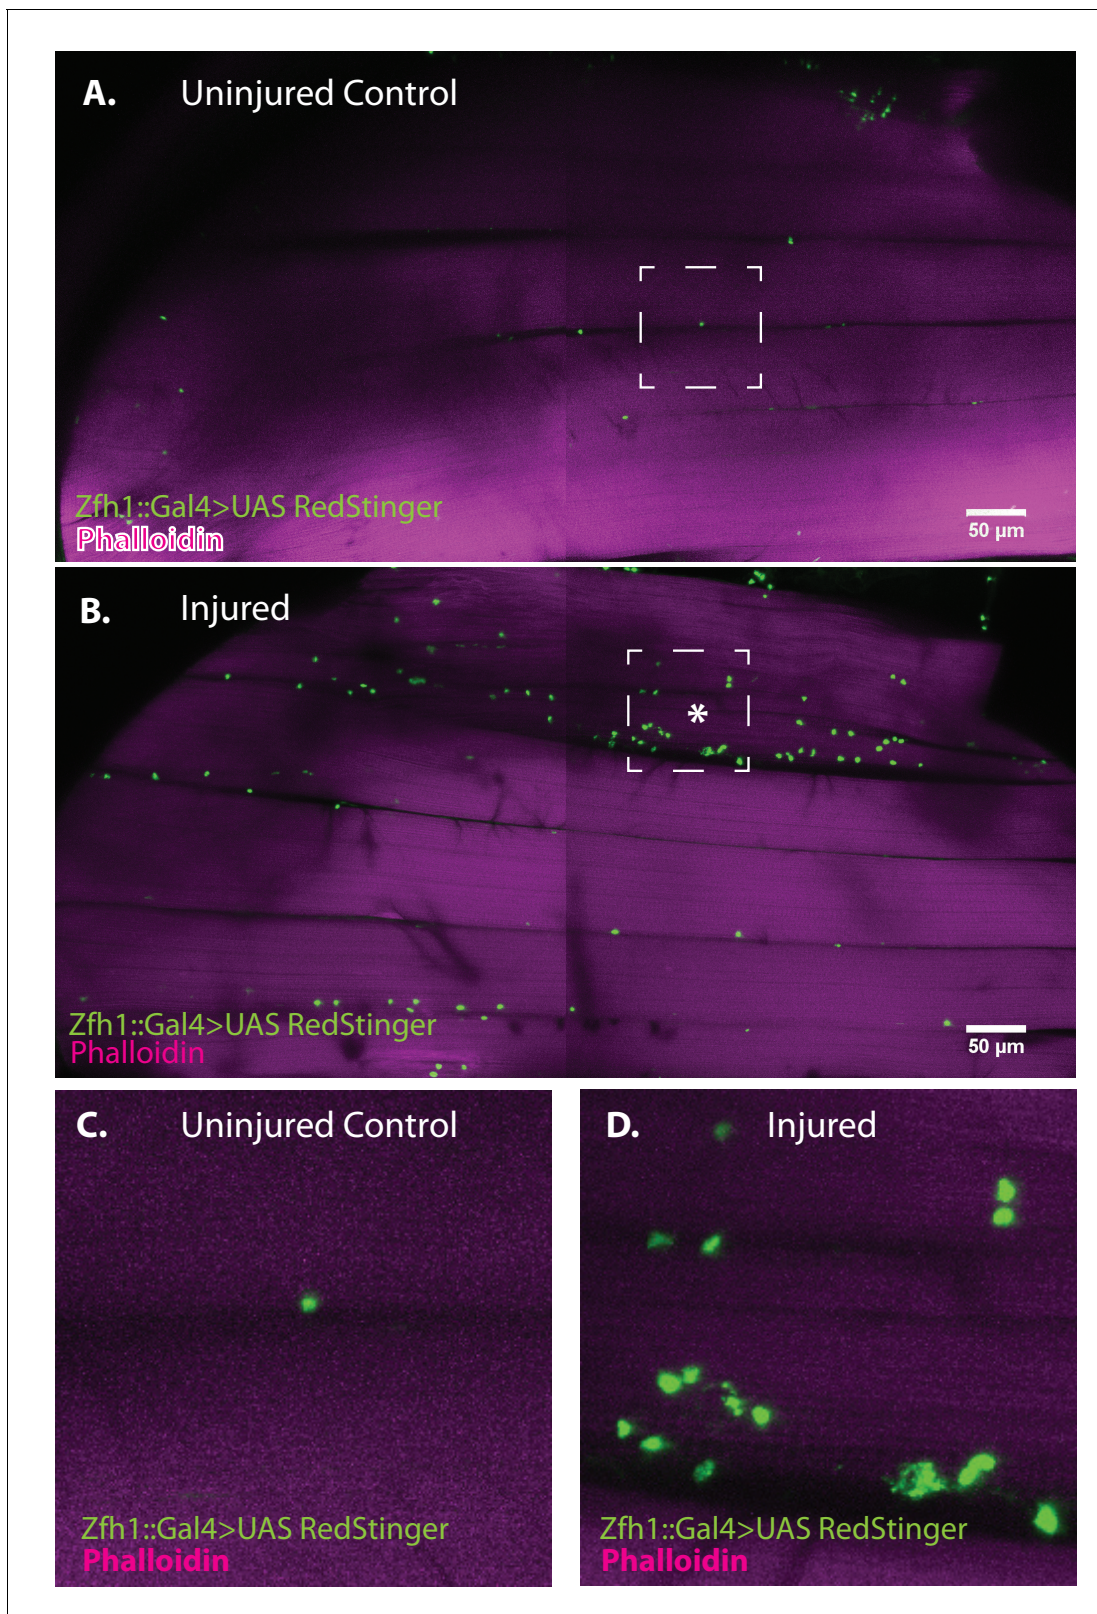 A. Uninjured Control
Zfh1::Gal4>UAS RedStinger
Phalloidin
50 µm
B. Injured
*
Zfh1::Gal4>UAS RedStinger
Phalloidin
50 µm
C. Uninjured Control
Zfh1::Gal4>UAS RedStinger
Phalloidin
D. Injured
Zfh1::Gal4>UAS RedStinger
Phalloidin